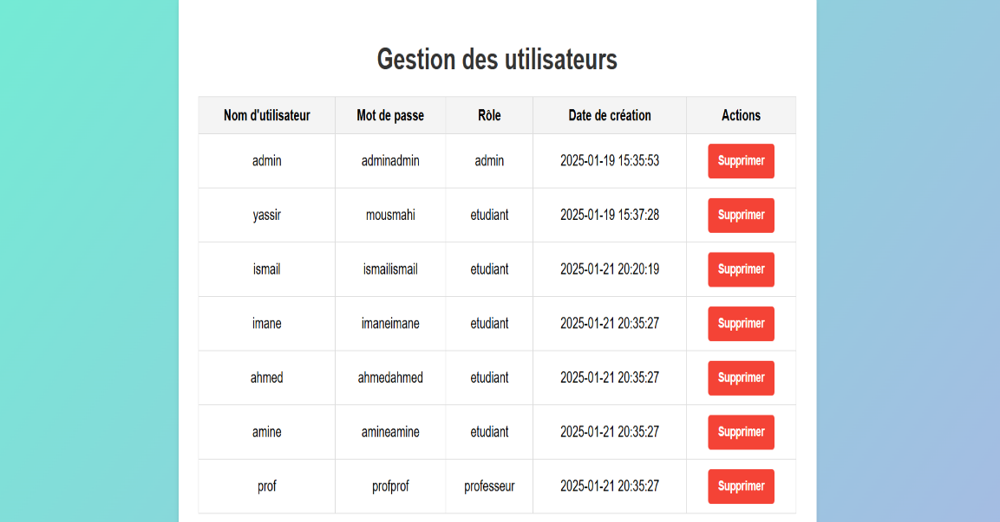 Gestion des utilisateurs
Nom d'utilisateur Mot de passe Rôle Date de création Actions
admin adminadmin admin 2025-01-19 15:35:53 Supprimer
yassir mousmahi etudiant 2025-01-19 15:37:28 Supprimer
ismail ismailismail etudiant 2025-01-21 20:20:19 Supprimer
imane imaneimane etudiant 2025-01-21 20:35:27 Supprimer
ahmed ahmedahmed etudiant 2025-01-21 20:35:27 Supprimer
amine amineamine etudiant 2025-01-21 20:35:27 Supprimer
prof profprof professeur 2025-01-21 20:35:27 Supprimer